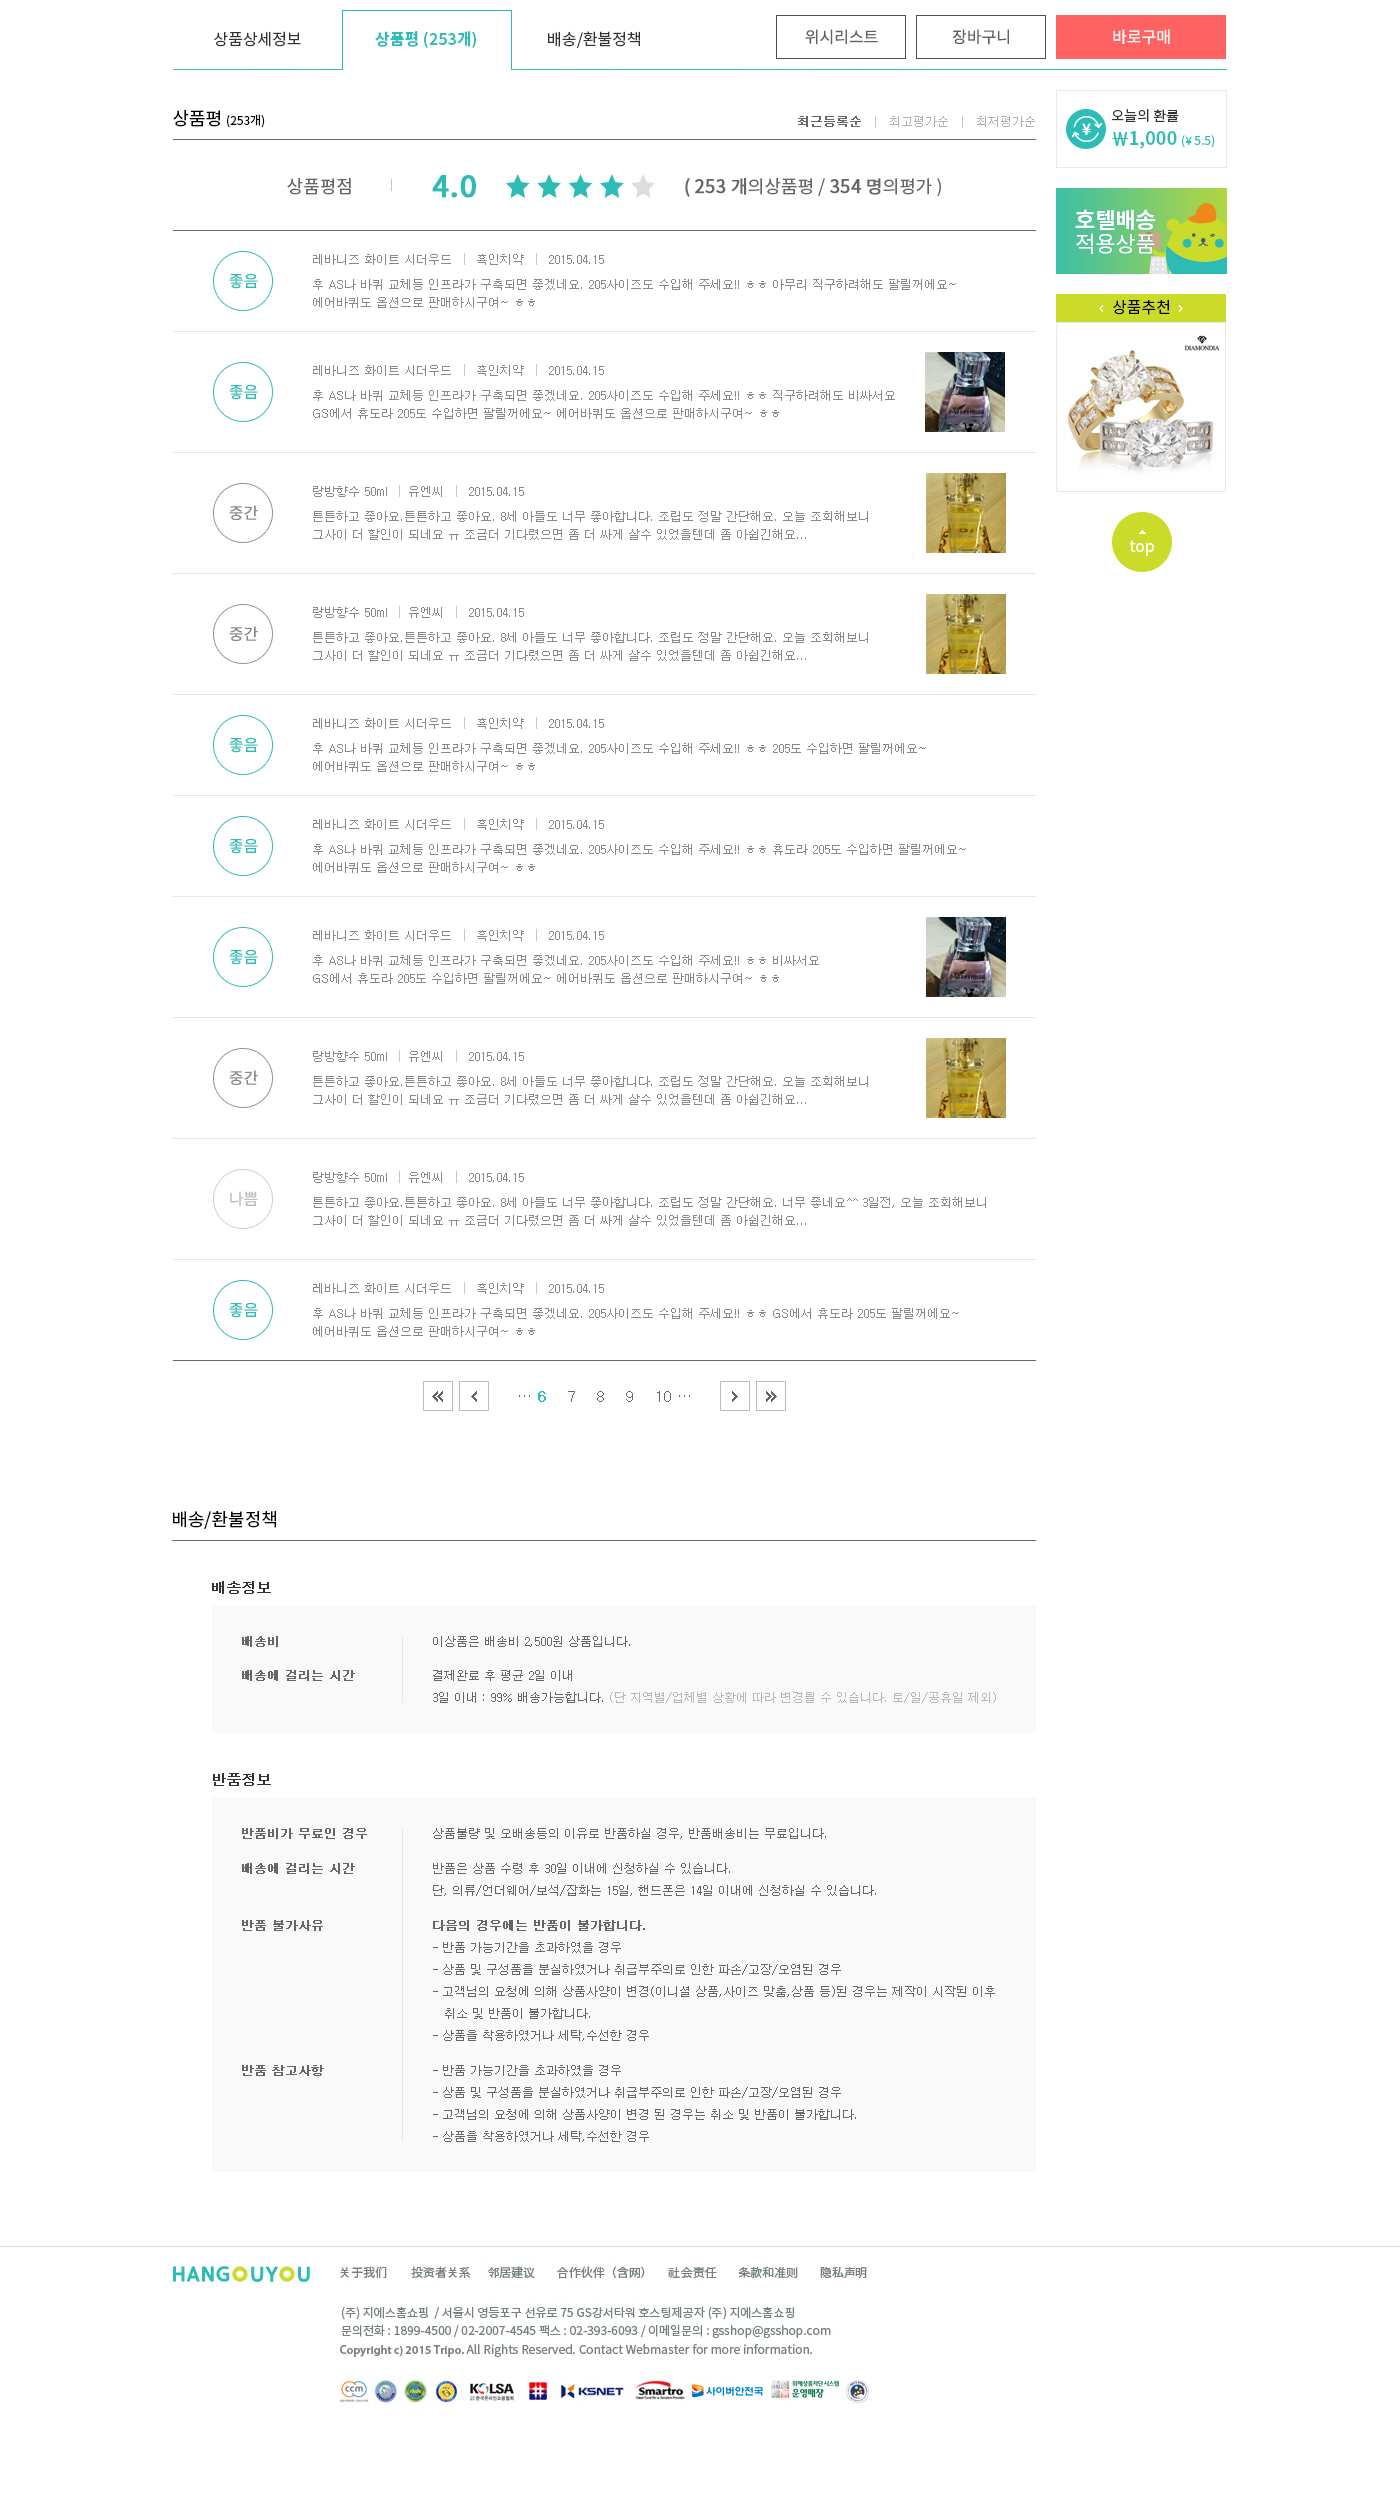 상품상세정보
상품평 (253개)
배송/환불정책
위시리스트
장바구니
바로구매
상품평 (253개)
최근등록순 | 최고평가순 | 최저평가순
오늘의 환률
₩1,000 (¥ 5.5)
상품평점 | 4.0 ( 253 개의상품평 / 354 명의평가 )
호텔배송
적용상품
상품추천
DIAMONDIA
top
좋음
레바니즈 화이트 시더우드 | 흑인치약 | 2015.04.15
후 AS나 바퀴 교체등 인프라가 구축되면 좋겠네요. 205사이즈도 수입해 주세요!! ㅎㅎ 아무리 직구하려해도 팔릴꺼에요~
에어바퀴도 옵션으로 판매하시구여~ ㅎㅎ
좋음
레바니즈 화이트 시더우드 | 흑인치약 | 2015.04.15
후 AS나 바퀴 교체등 인프라가 구축되면 좋겠네요. 205사이즈도 수입해 주세요!! ㅎㅎ 직구하려해도 비싸서요
GS에서 휴도라 205도 수입하면 팔릴꺼에요~ 에어바퀴도 옵션으로 판매하시구여~ ㅎㅎ
중간
랑방향수 50ml | 유엔씨 | 2015.04.15
튼튼하고 좋아요.튼튼하고 좋아요. 8세 아들도 너무 좋아합니다. 조립도 정말 간단해요. 오늘 조회해보니
그사이 더 할인이 되네요 ㅠ 조금더 기다렸으면 좀 더 싸게 살수 있었을텐데 좀 아쉽긴해요...
중간
랑방향수 50ml | 유엔씨 | 2015.04.15
튼튼하고 좋아요.튼튼하고 좋아요. 8세 아들도 너무 좋아합니다. 조립도 정말 간단해요. 오늘 조회해보니
그사이 더 할인이 되네요 ㅠ 조금더 기다렸으면 좀 더 싸게 살수 있었을텐데 좀 아쉽긴해요...
좋음
레바니즈 화이트 시더우드 | 흑인치약 | 2015.04.15
후 AS나 바퀴 교체등 인프라가 구축되면 좋겠네요. 205사이즈도 수입해 주세요!! ㅎㅎ 205도 수입하면 팔릴꺼에요~
에어바퀴도 옵션으로 판매하시구여~ ㅎㅎ
좋음
레바니즈 화이트 시더우드 | 흑인치약 | 2015.04.15
후 AS나 바퀴 교체등 인프라가 구축되면 좋겠네요. 205사이즈도 수입해 주세요!! ㅎㅎ 휴도라 205도 수입하면 팔릴꺼에요~
에어바퀴도 옵션으로 판매하시구여~ ㅎㅎ
좋음
레바니즈 화이트 시더우드 | 흑인치약 | 2015.04.15
후 AS나 바퀴 교체등 인프라가 구축되면 좋겠네요. 205사이즈도 수입해 주세요!! ㅎㅎ 비싸서요
GS에서 휴도라 205도 수입하면 팔릴꺼에요~ 에어바퀴도 옵션으로 판매하시구여~ ㅎㅎ
중간
랑방향수 50ml | 유엔씨 | 2015.04.15
튼튼하고 좋아요.튼튼하고 좋아요. 8세 아들도 너무 좋아합니다. 조립도 정말 간단해요. 오늘 조회해보니
그사이 더 할인이 되네요 ㅠ 조금더 기다렸으면 좀 더 싸게 살수 있었을텐데 좀 아쉽긴해요...
나쁨
랑방향수 50ml | 유엔씨 | 2015.04.15
튼튼하고 좋아요.튼튼하고 좋아요. 8세 아들도 너무 좋아합니다. 조립도 정말 간단해요. 너무 좋네요^^ 3일전, 오늘 조회해보니
그사이 더 할인이 되네요 ㅠ 조금더 기다렸으면 좀 더 싸게 살수 있었을텐데 좀 아쉽긴해요...
좋음
레바니즈 화이트 시더우드 | 흑인치약 | 2015.04.15
후 AS나 바퀴 교체등 인프라가 구축되면 좋겠네요. 205사이즈도 수입해 주세요!! ㅎㅎ GS에서 휴도라 205도 팔릴꺼에요~
에어바퀴도 옵션으로 판매하시구여~ ㅎㅎ
... 6 7 8 9 10 ...
배송/환불정책
배송정보
배송비
이상품은 배송비 2,500원 상품입니다.
배송에 걸리는 시간
결제완료 후 평균 2일 이내
3일 이내 : 99% 배송가능합니다. (단 지역별/업체별 상황에 따라 변경될 수 있습니다. 토/일/공휴일 제외)
반품정보
반품비가 무료인 경우
상품불량 및 오배송등의 이유로 반품하실 경우, 반품배송비는 무료입니다.
배송에 걸리는 시간
반품은 상품 수령 후 30일 이내에 신청하실 수 있습니다.
단, 의류/언더웨어/보석/잡화는 15일, 핸드폰은 14일 이내에 신청하실 수 있습니다.
반품 불가사유
다음의 경우에는 반품이 불가합니다.
- 반품 가능기간을 초과하였을 경우
- 상품 및 구성품을 분실하였거나 취급부주의로 인한 파손/고장/오염된 경우
- 고객님의 요청에 의해 상품사양이 변경(이니셜 상품,사이즈 맞춤,상품 등)된 경우는 제작이 시작된 이후
취소 및 반품이 불가합니다.
- 상품을 착용하였거나 세탁,수선한 경우
반품 참고사항
- 반품 가능기간을 초과하였을 경우
- 상품 및 구성품을 분실하였거나 취급부주의로 인한 파손/고장/오염된 경우
- 고객님의 요청에 의해 상품사양이 변경 된 경우는 취소 및 반품이 불가합니다.
- 상품을 착용하였거나 세탁,수선한 경우
HANGOUYOU
关于我们 投资者关系 邻居建议 合作伙伴（含网） 社会责任 条款和准则 隐私声明
(주) 지에스홈쇼핑 / 서울시 영등포구 선유로 75 GS강서타워 호스팅제공자 (주) 지에스홈쇼핑
문의전화 : 1899-4500 / 02-2007-4545 팩스 : 02-393-6093 / 이메일문의 : gsshop@gsshop.com
Copyright c) 2015 Tripo. All Rights Reserved. Contact Webmaster for more information.
ccm
KOLSA
한국온라인쇼핑협회
KSNET
Smartro
사이버안전국
위해상품차단시스템
운영매장